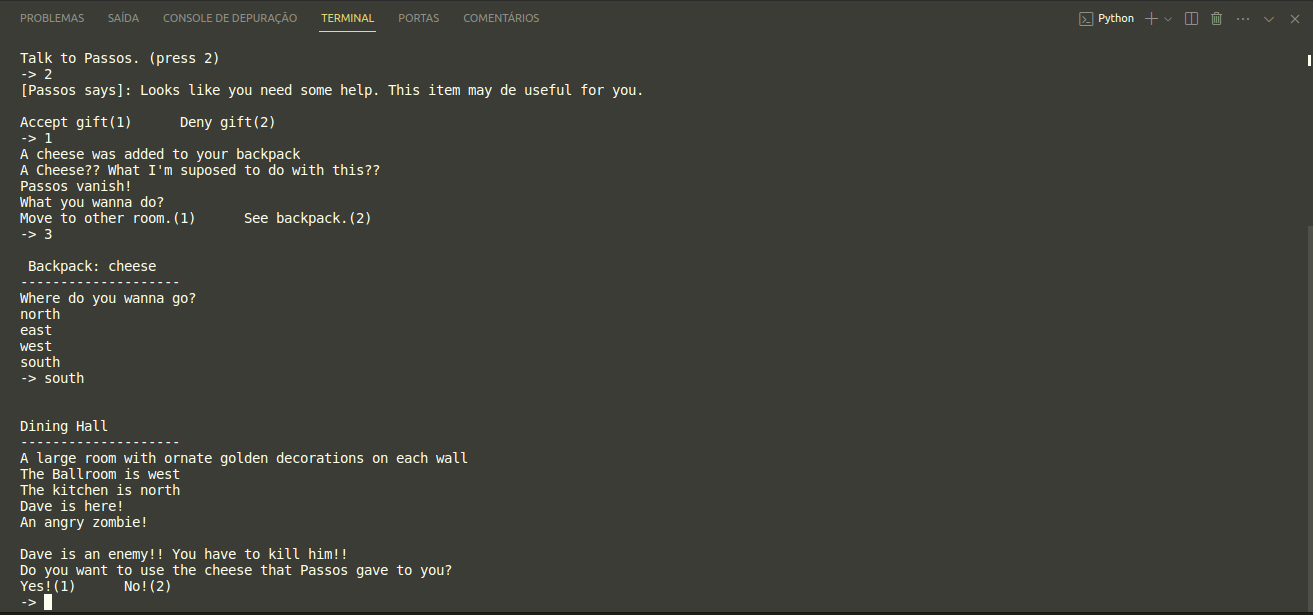 PROBLEMAS SAÍDA CONSOLE DE DEPURAÇÃO TERMINAL PORTAS COMENTÁRIOS Python
Talk to Passos. (press 2)
-> 2
[Passos says]: Looks like you need some help. This item may de useful for you.
Accept gift(1)      Deny gift(2)
-> 1
A cheese was added to your backpack
A Cheese?? What I'm suposed to do with this??
Passos vanish!
What you wanna do?
Move to other room.(1)      See backpack.(2)
-> 3
Backpack: cheese
--------------------
Where do you wanna go?
north
east
west
south
-> south
Dining Hall
--------------------
A large room with ornate golden decorations on each wall
The Ballroom is west
The kitchen is north
Dave is here!
An angry zombie!
Dave is an enemy!! You have to kill him!!
Do you want to use the cheese that Passos gave to you?
Yes!(1)      No!(2)
->